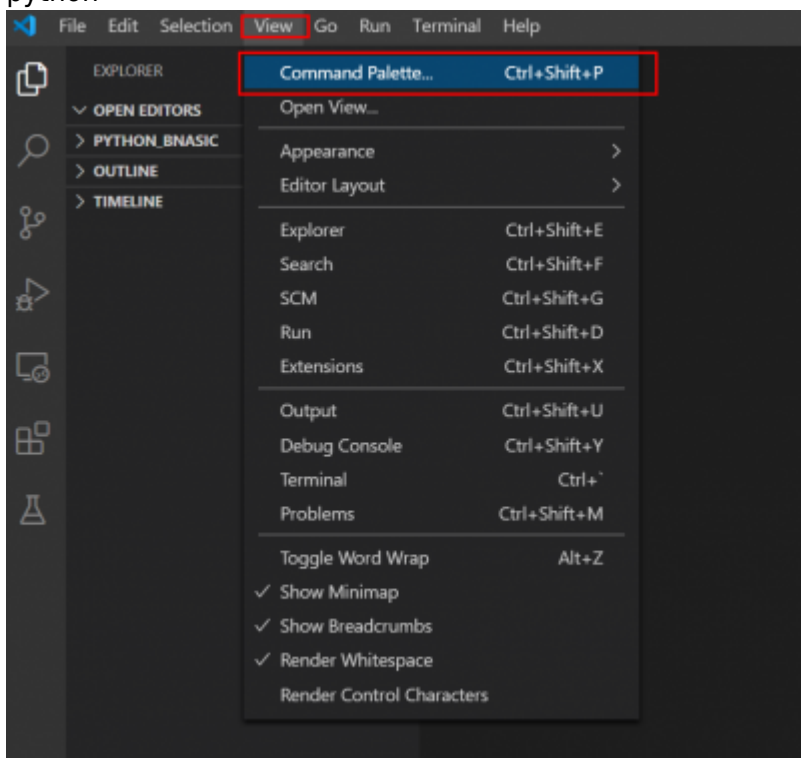 python
File Edit Selection View Go Run Terminal Help
EXPLORER
OPEN EDITORS
PYTHON_BNASIC
OUTLINE
TIMELINE
Command Palette... Ctrl+Shift+P
Open View...
Appearance
Editor Layout
Explorer Ctrl+Shift+E
Search Ctrl+Shift+F
SCM Ctrl+Shift+G
Run Ctrl+Shift+D
Extensions Ctrl+Shift+X
Output Ctrl+Shift+U
Debug Console Ctrl+Shift+Y
Terminal Ctrl+`
Problems Ctrl+Shift+M
Toggle Word Wrap Alt+Z
Show Minimap
Show Breadcrumbs
Render Whitespace
Render Control Characters